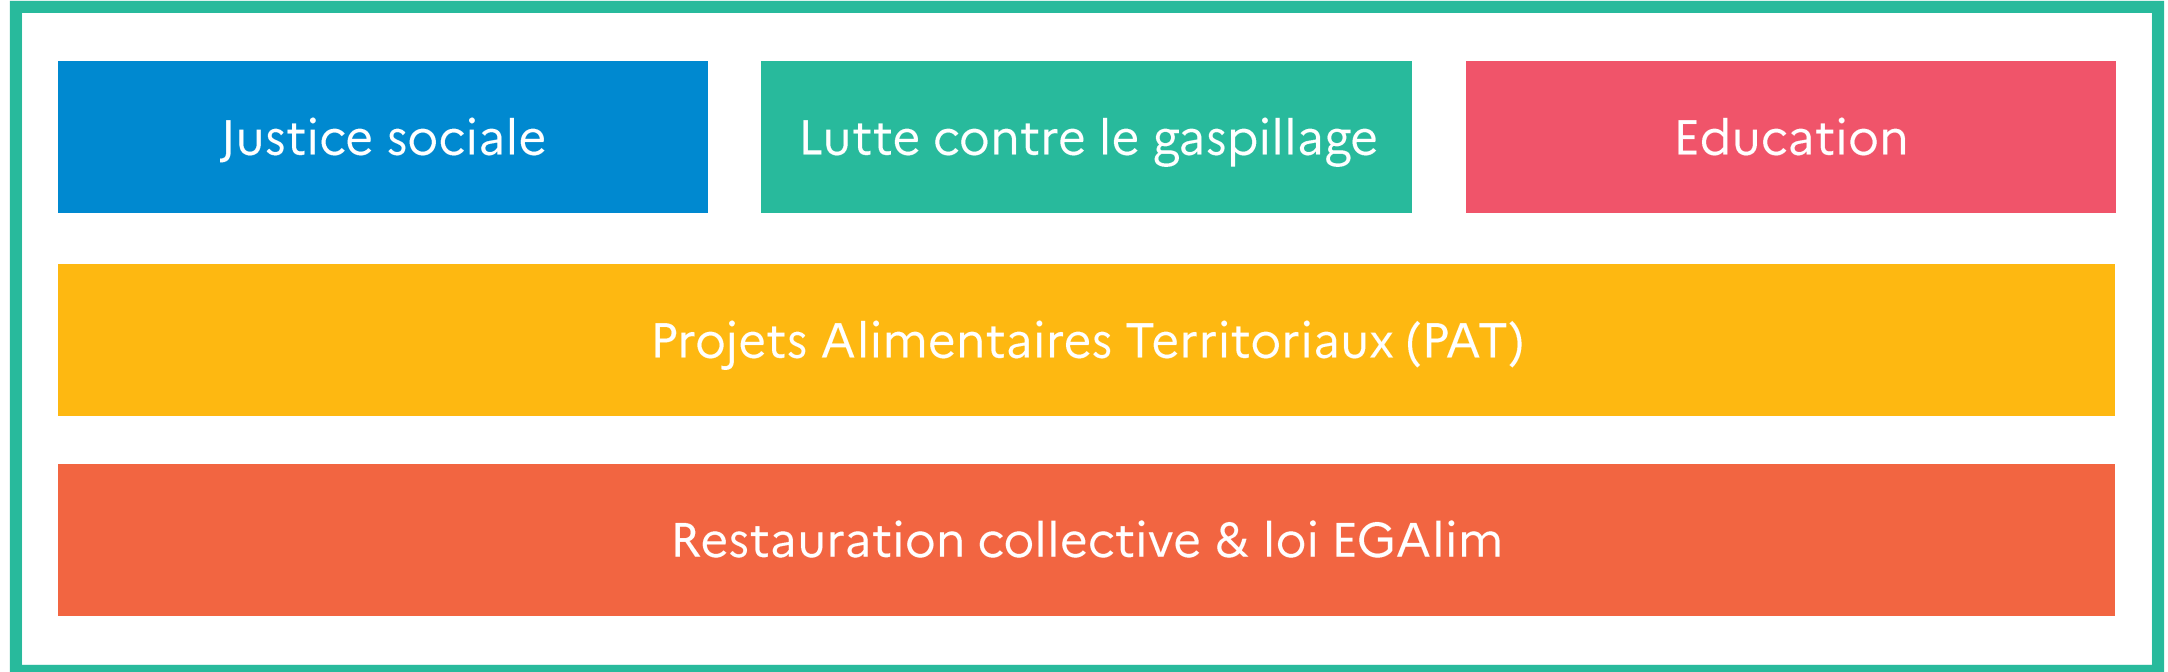 Justice sociale
Lutte contre le gaspillage
Education
Projets Alimentaires Territoriaux (PAT)
Restauration collective & loi EGAlim